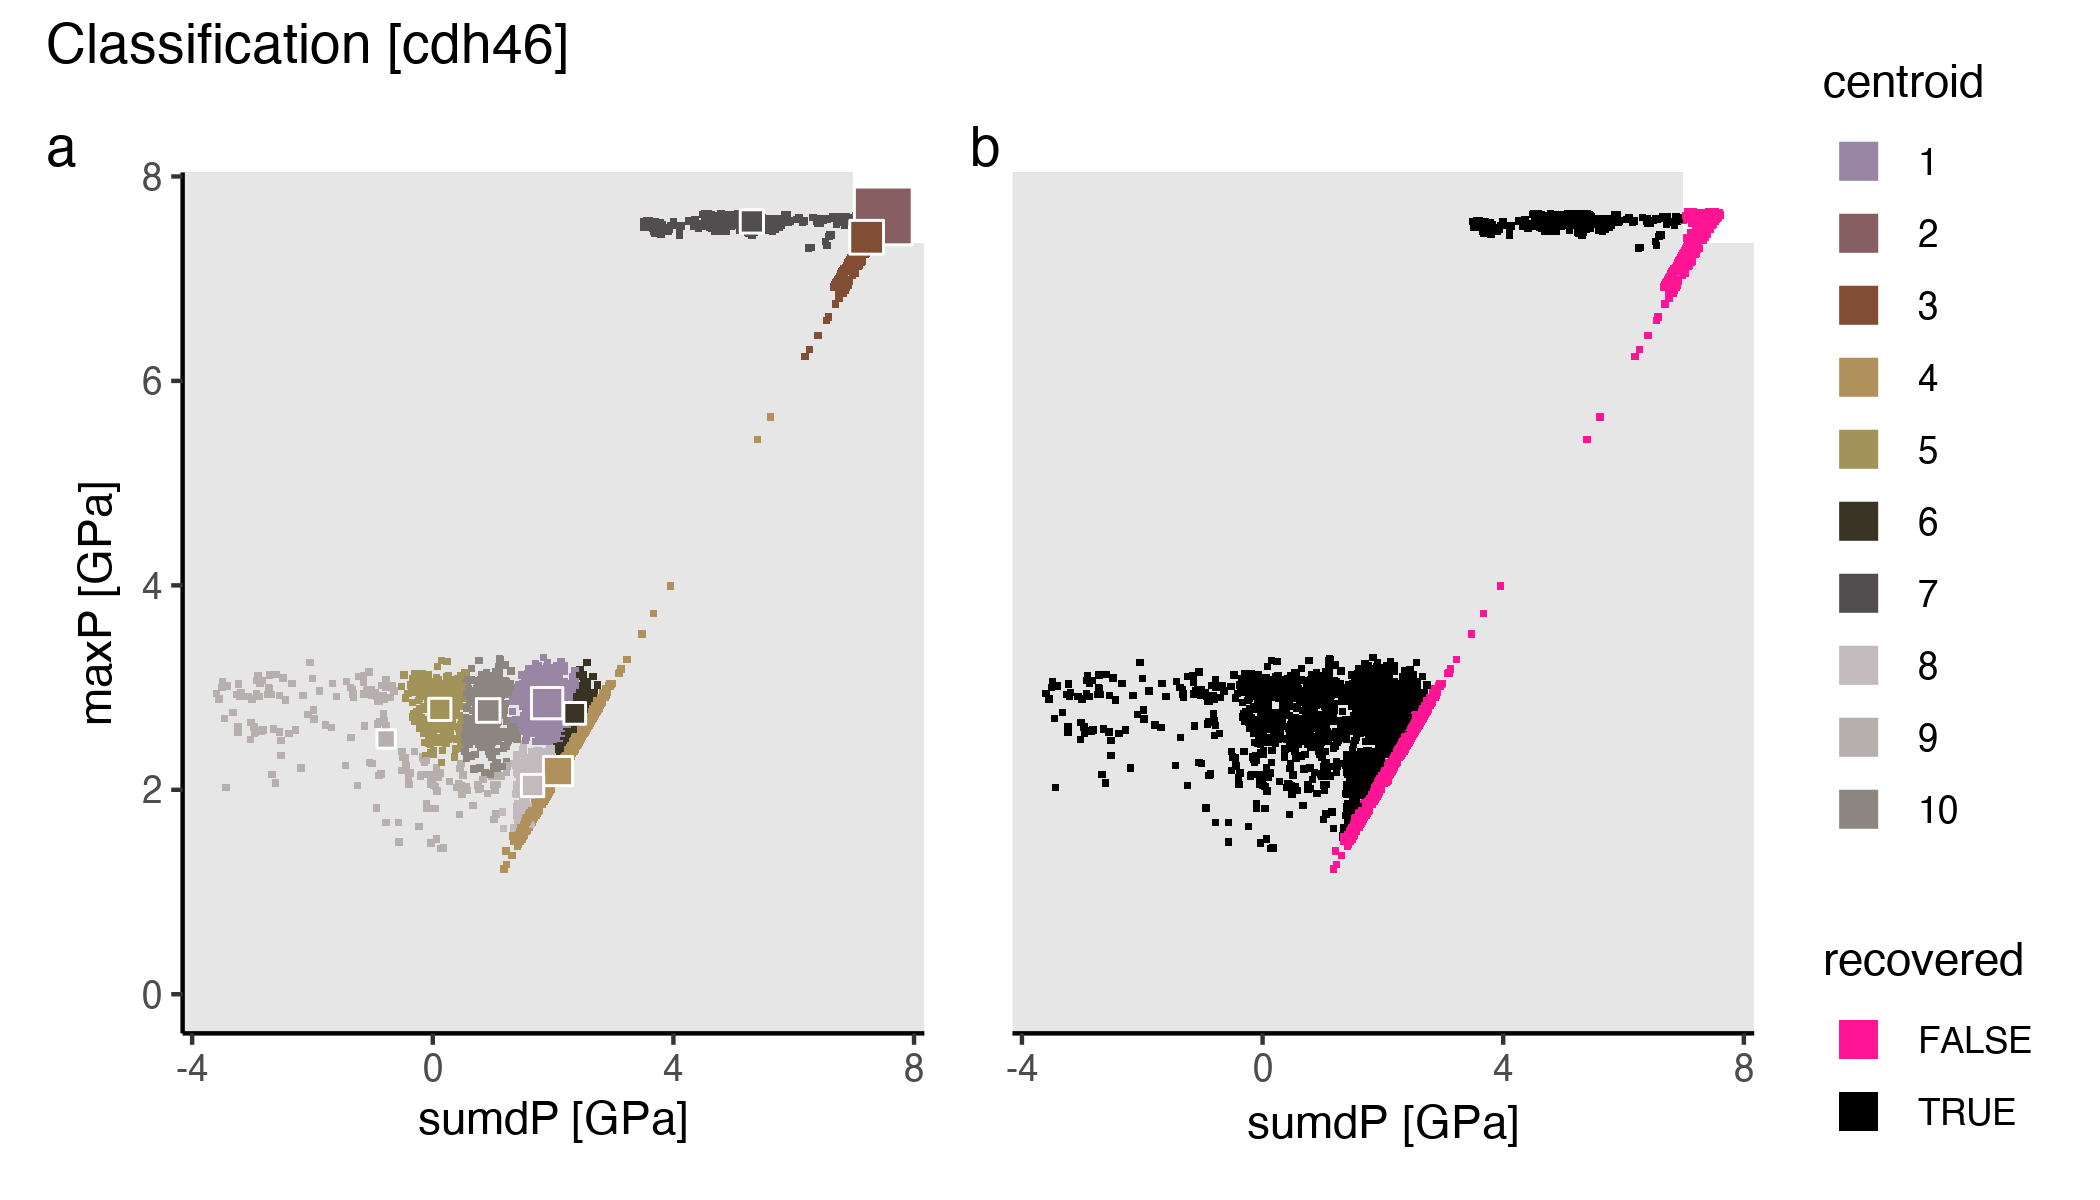 Classification [cdh46]
a
b
8
6
4
2
0
maxP [GPa]
-4 0 4 8
sumdP [GPa]
-4 0 4 8
sumdP [GPa]
centroid
1
2
3
4
5
6
7
8
9
10
recovered
FALSE
TRUE